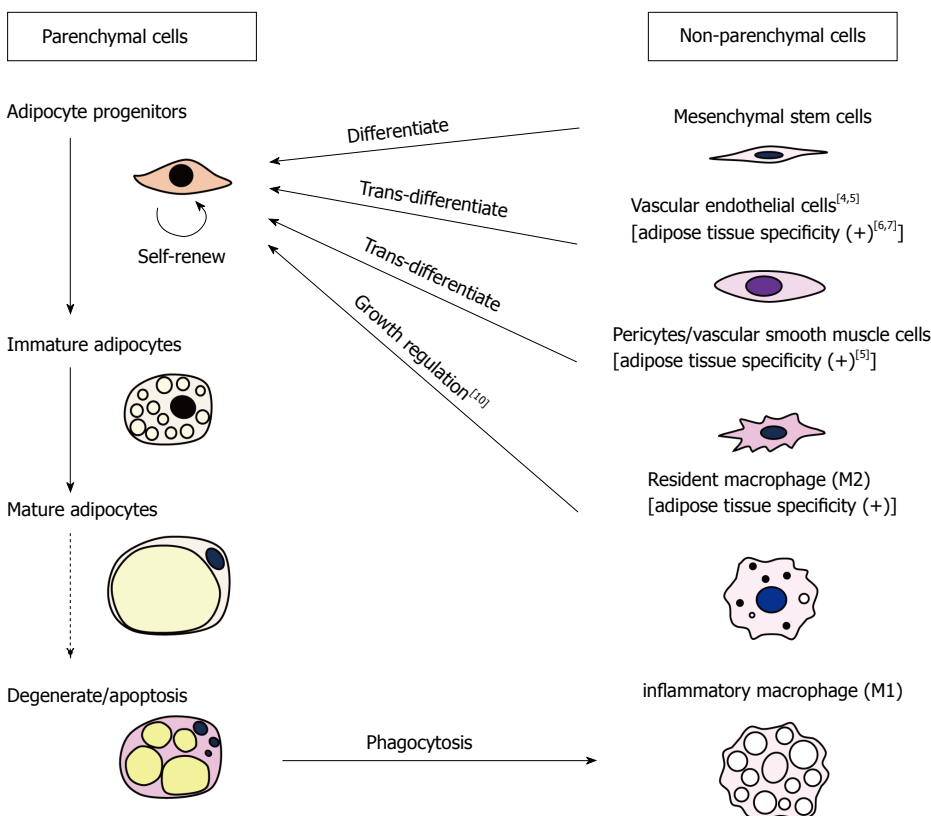 Parenchymal cells
Non-parenchymal cells
Adipocyte progenitors
Self-renew
Immature adipocytes
Mature adipocytes
Degenerate/apoptosis
Differentiate
Trans-differentiate
Trans-differentiate
Growth regulation[10]
Phagocytosis
Mesenchymal stem cells
Vascular endothelial cells[4,5]
[adipose tissue specificity (+)[6,7]]
Pericytes/vascular smooth muscle cells
[adipose tissue specificity (+)[5]]
Resident macrophage (M2)
[adipose tissue specificity (+)]
inflammatory macrophage (M1)